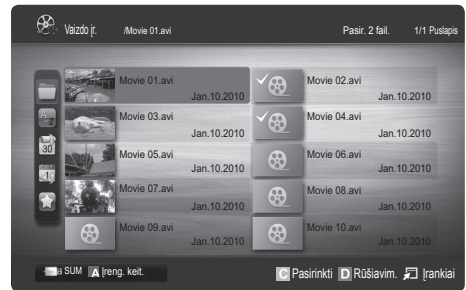 Vaizdo įr. /Movie 01.avi Pasir. 2 fail. 1/1 Puslapis
Movie 01.avi Movie 02.avi
Jan.10.2010 Jan.10.2010
Movie 03.avi Movie 04.avi
Jan.10.2010 Jan.10.2010
Movie 05.avi Movie 06.avi
Jan.10.2010 Jan.10.2010
Movie 07.avi Movie 08.avi
Jan.10.2010 Jan.10.2010
Movie 09.avi Movie 10.avi
Jan.10.2010 Jan.10.2010
a SUM A Įreng. keit. C Pasirinkti D Rūšiavim. Įrankiai
30
1